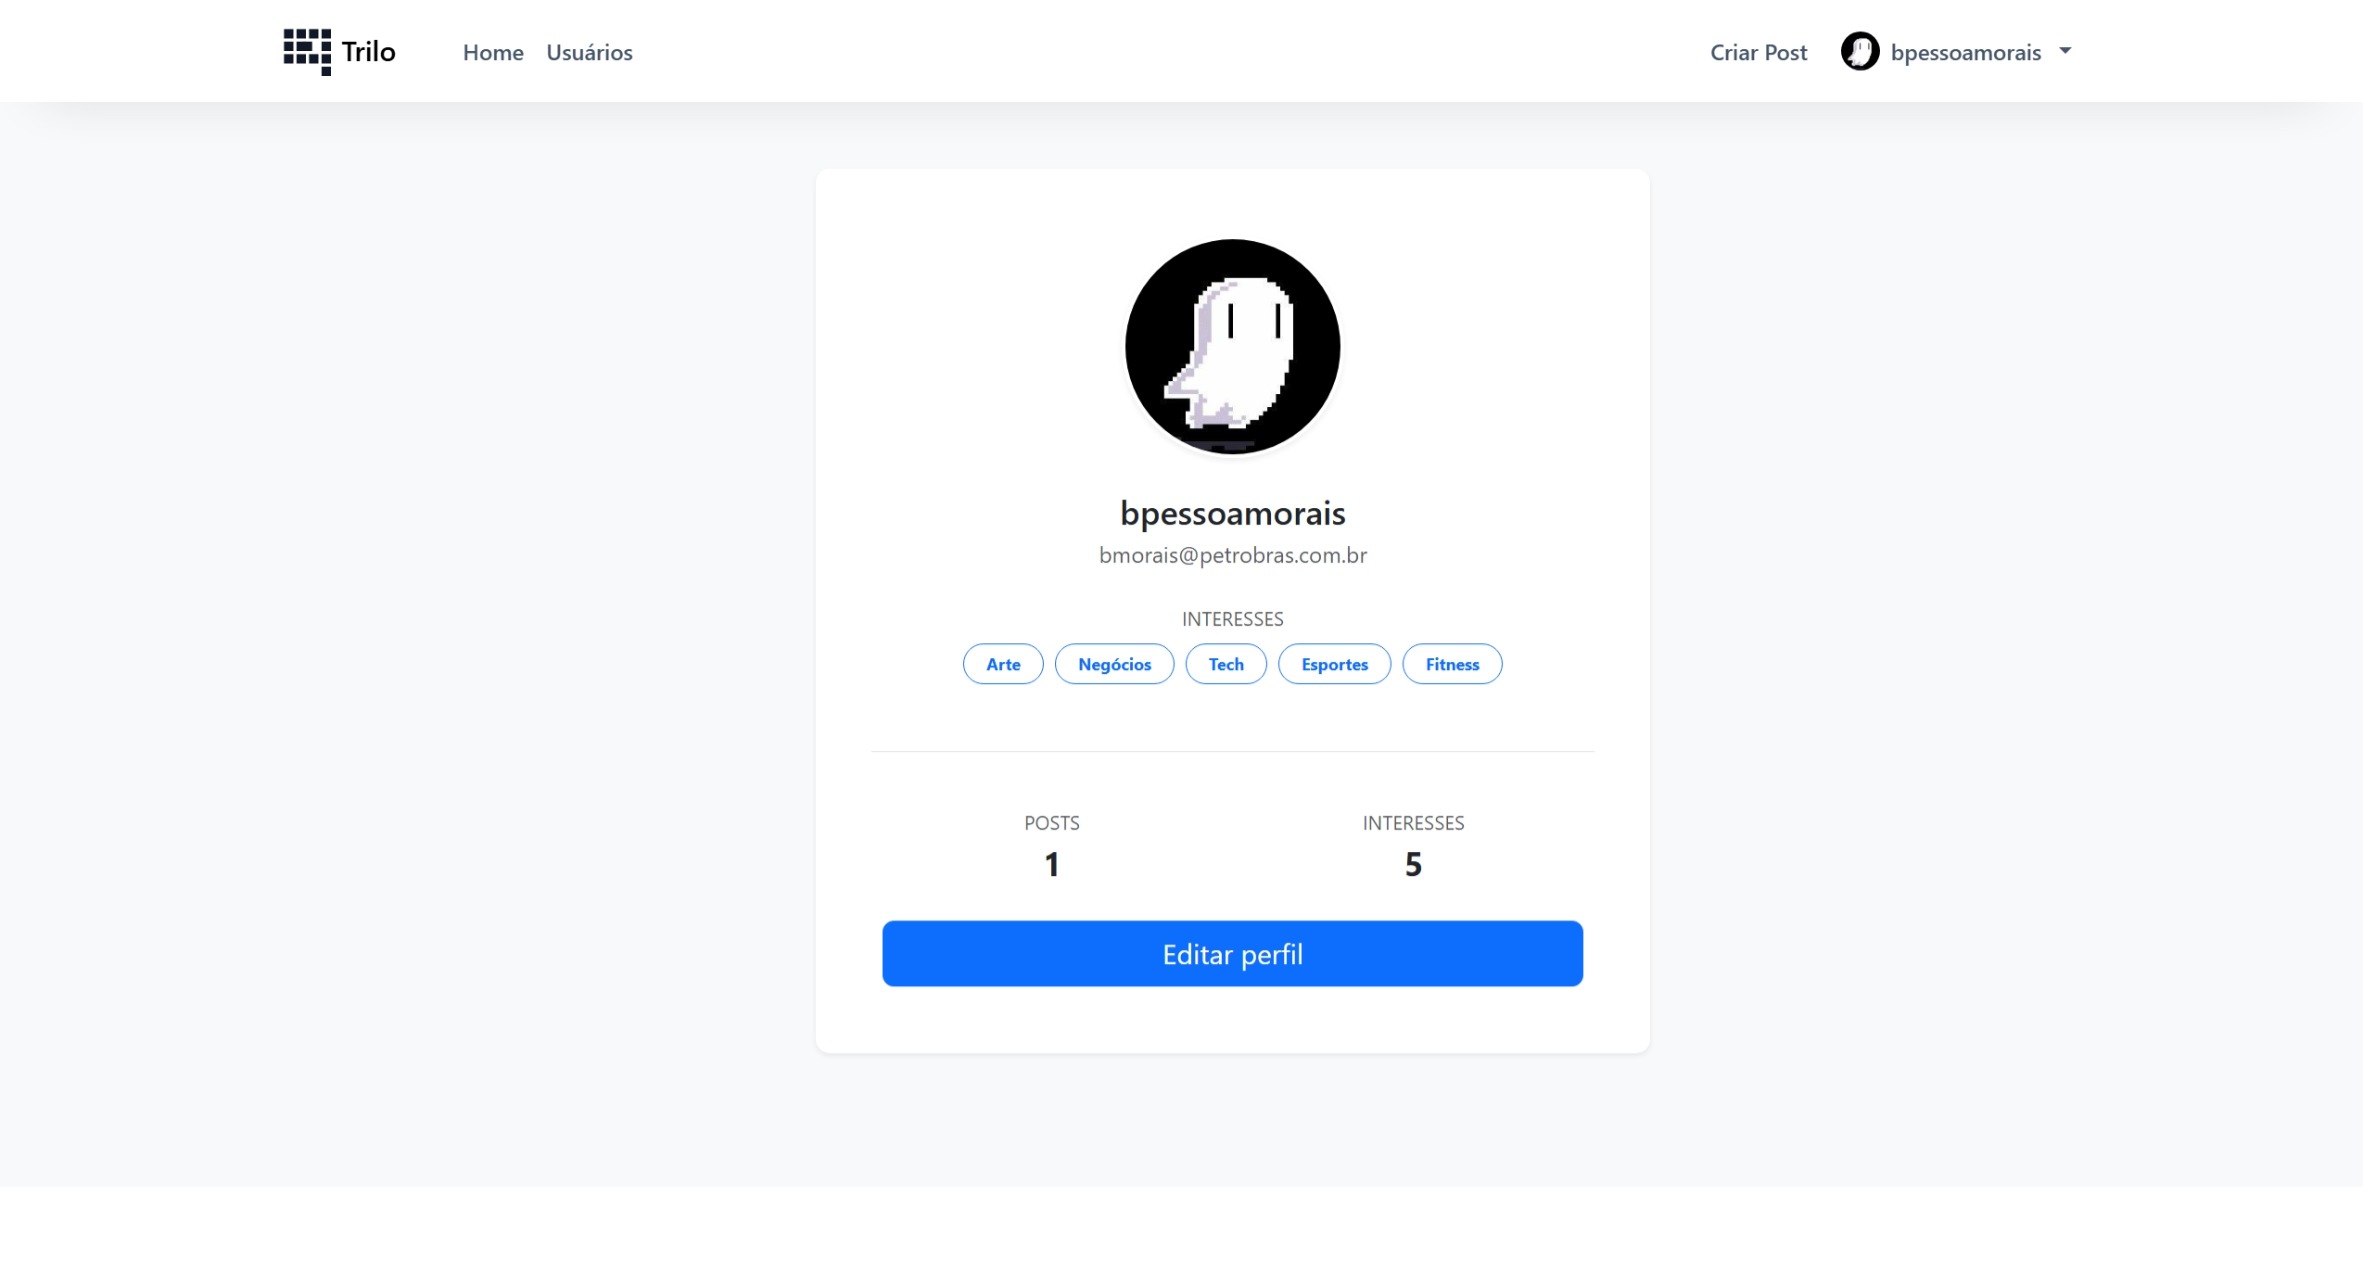 Trilo
Home Usuários
Criar Post
bpessoamorais
bpessoamorais
bmorais@petrobras.com.br
INTERESSES
Arte Negócios Tech Esportes Fitness
POSTS
1
INTERESSES
5
Editar perfil